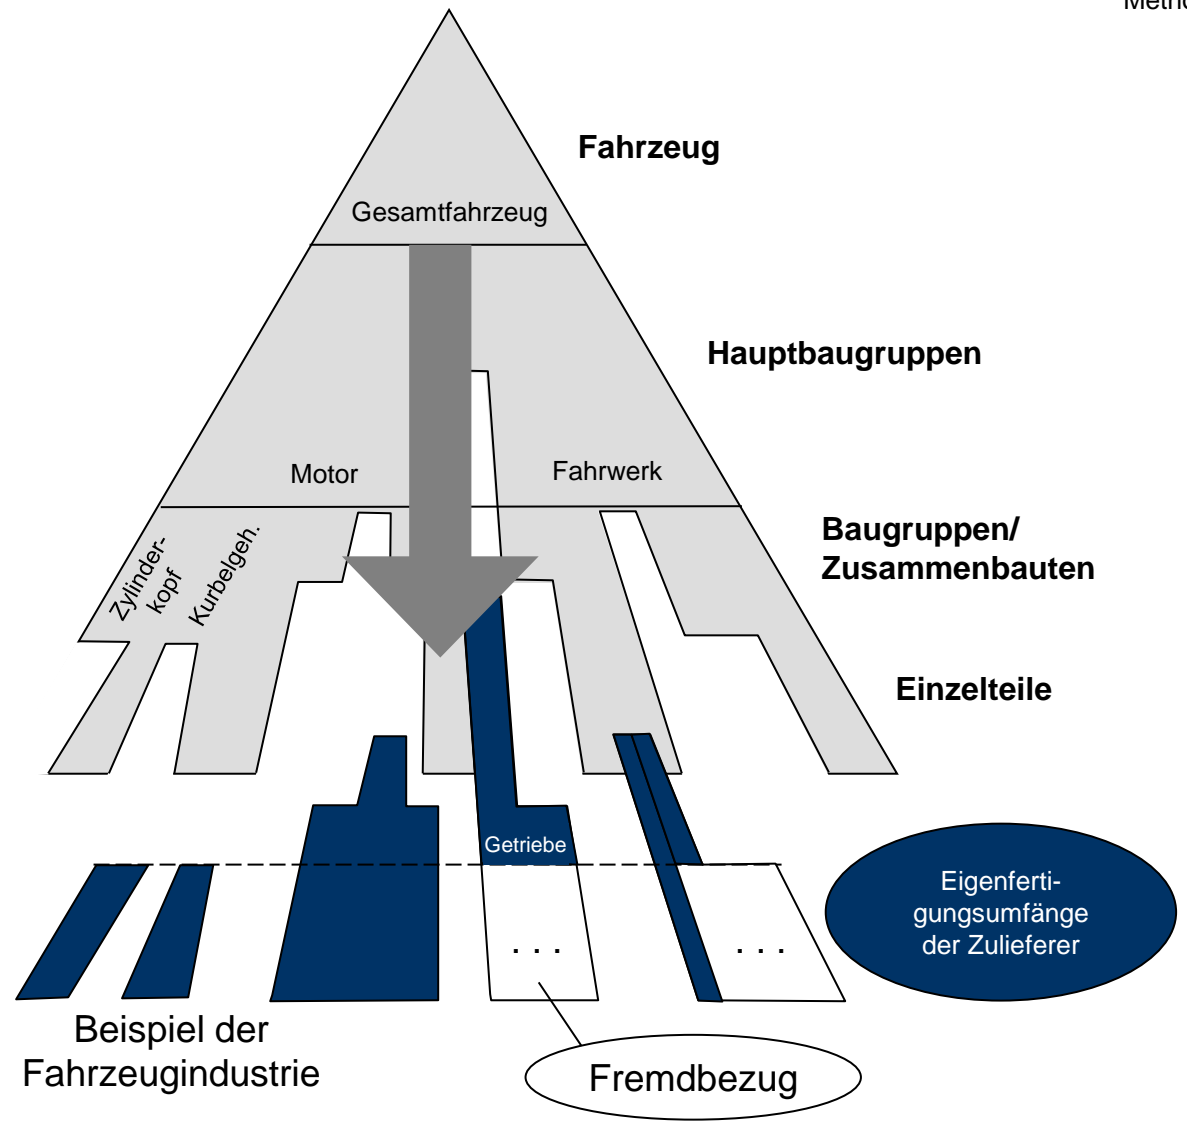 Fahrzeug
Gesamtfahrzeug
Hauptbaugruppen
Motor
Fahrwerk
Baugruppen/
Zusammenbauten
Zylinder-
kopf
Kurbelgeh.
Einzelteile
Getriebe
. . .
. . .
. . .
Eigenferti-
gungsumfänge
der Zulieferer
Beispiel der
Fahrzeugindustrie
Fremdbezug